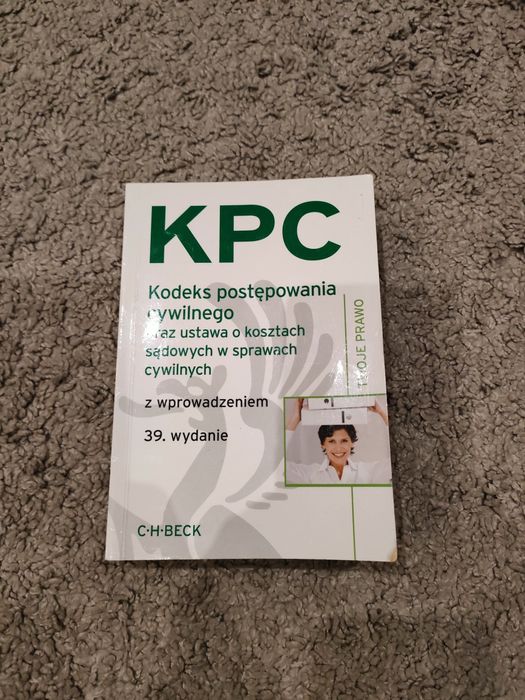 KPC
Kodeks postępowania
cywilnego
oraz ustawa o kosztach
sądowych w sprawach
cywilnych
z wprowadzeniem
39. wydanie
TWOJE PRAWO
C·H·BECK